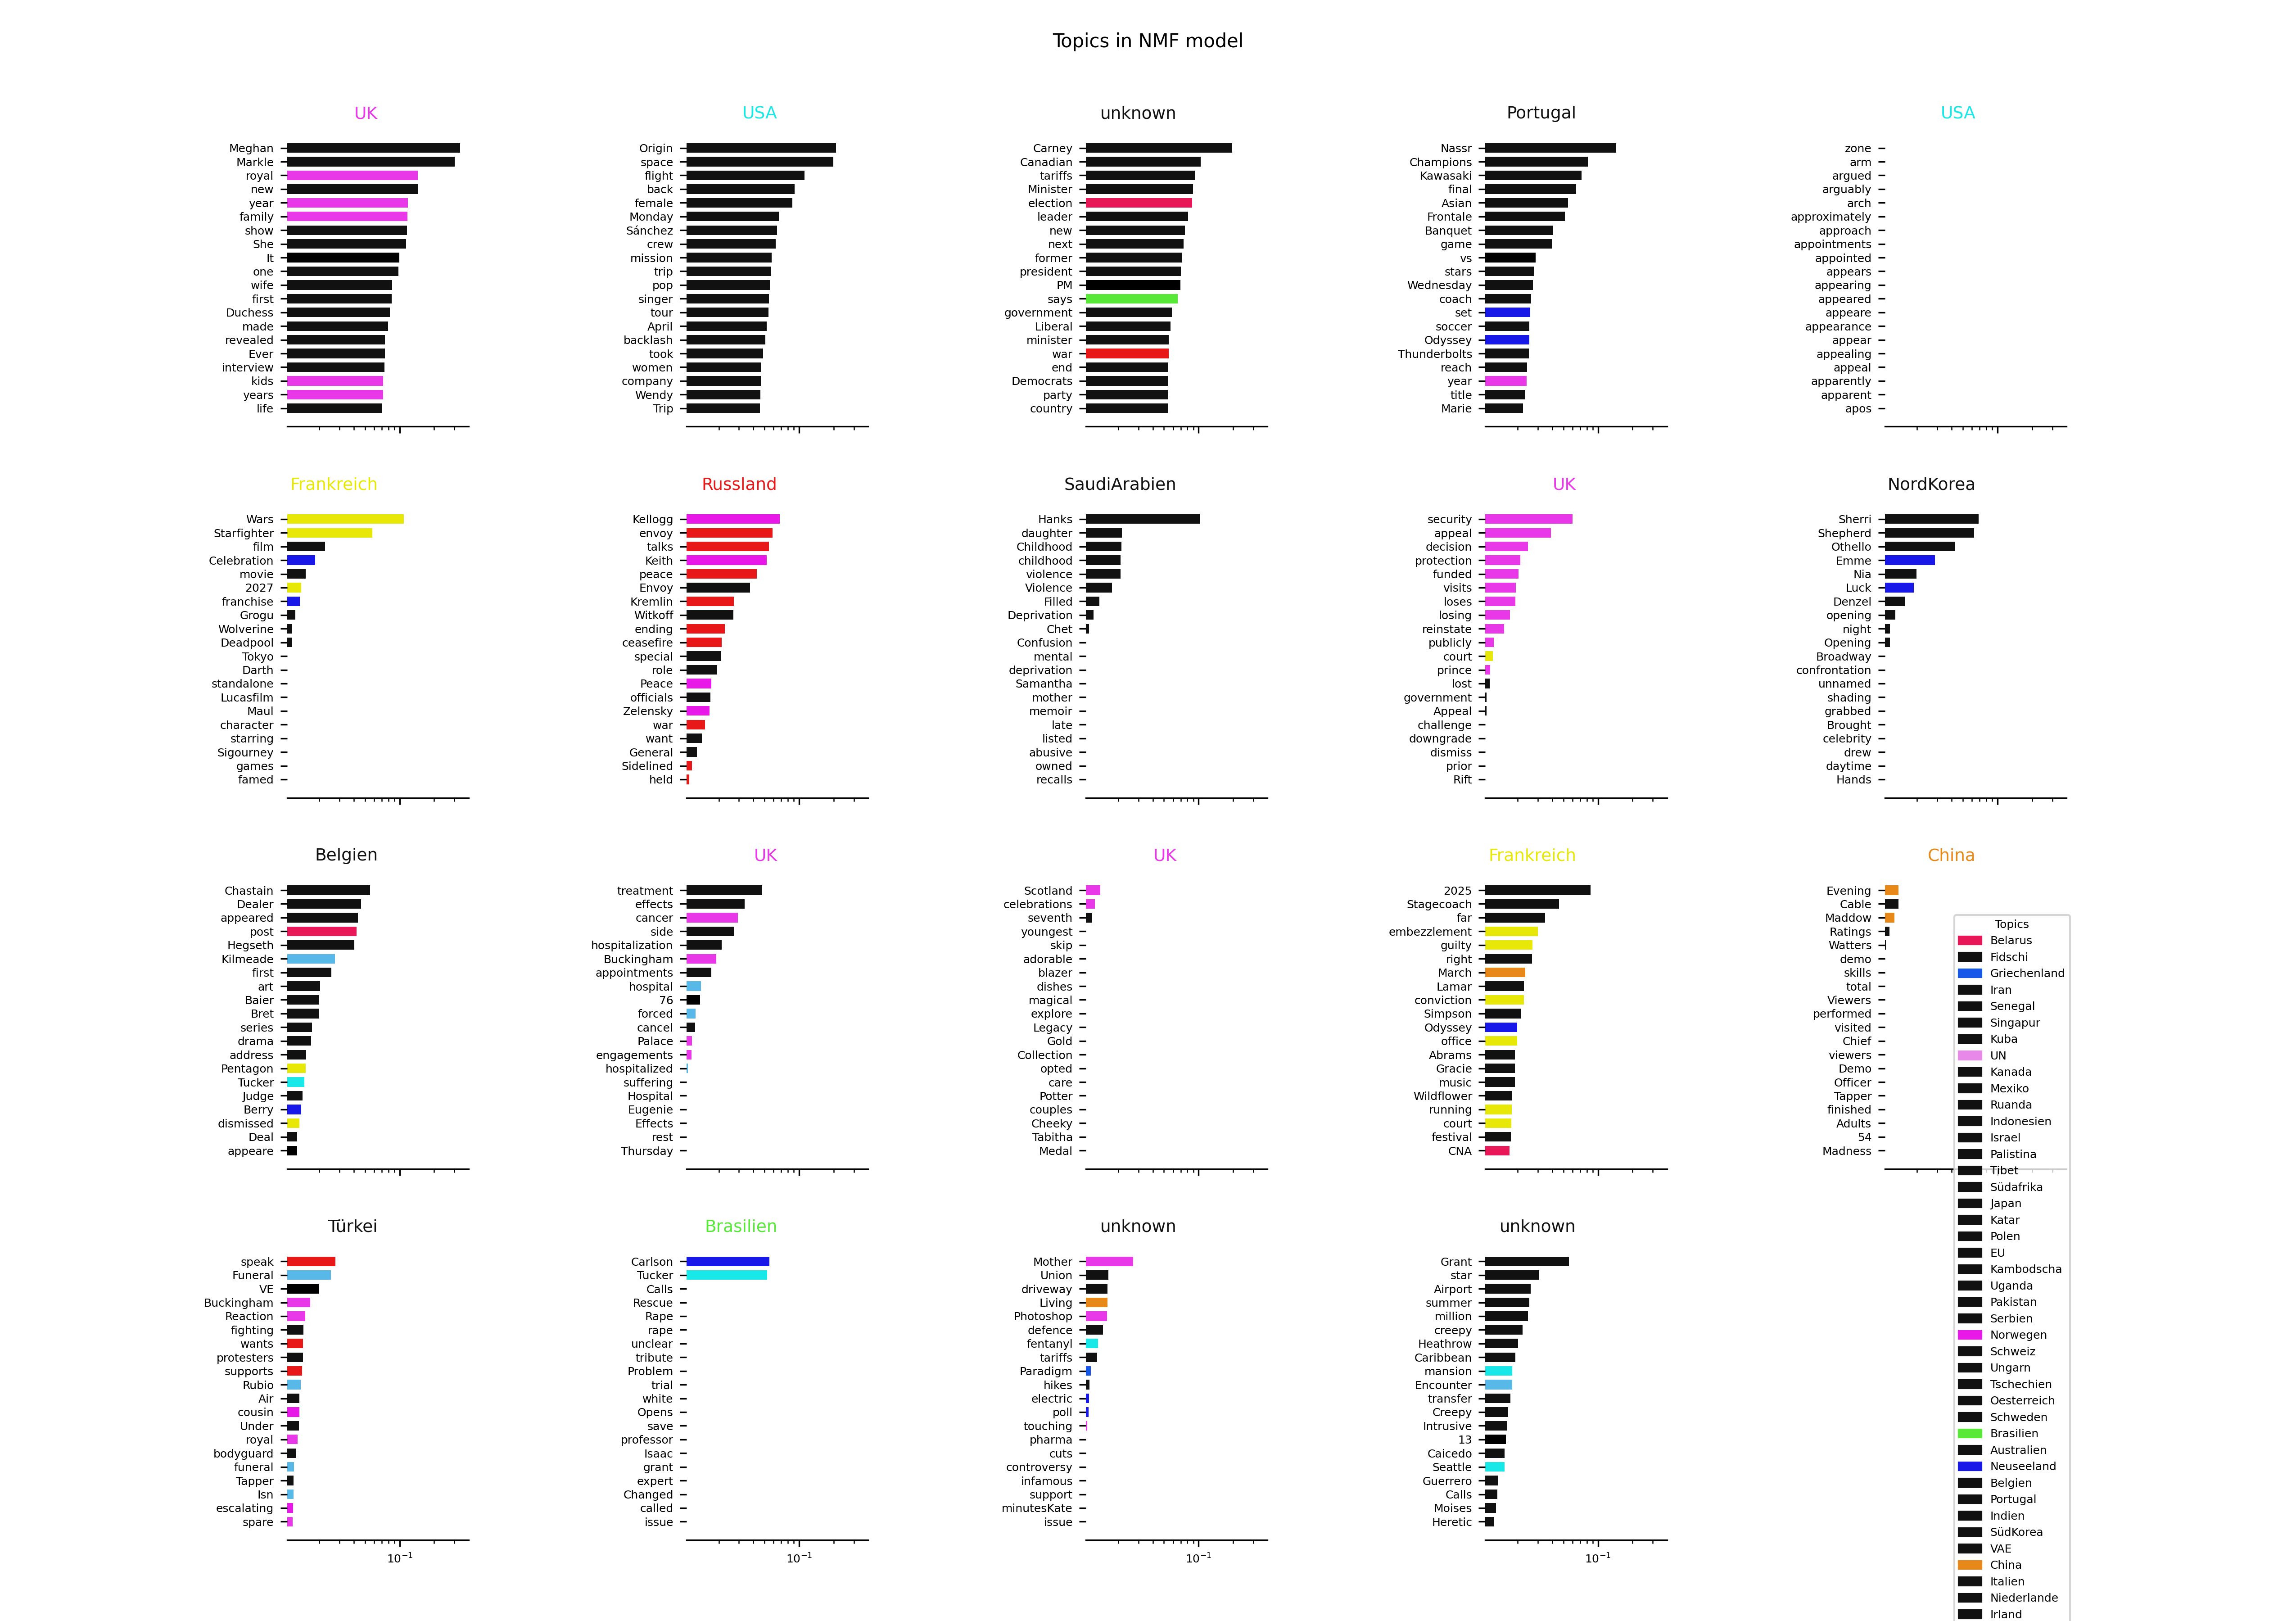 Topics in NMF model
UK
Meghan
Markle
royal
new
year
family
show
She
It
one
wife
first
Duchess
made
revealed
Ever
interview
kids
years
life
USA
Origin
space
flight
back
female
Monday
Sánchez
crew
mission
trip
pop
singer
tour
April
backlash
took
women
company
Wendy
Trip
unknown
Carney
Canadian
tariffs
Minister
election
leader
new
next
former
president
PM
says
government
Liberal
minister
war
end
Democrats
party
country
Portugal
Nassr
Champions
Kawasaki
final
Asian
Frontale
Banquet
game
vs
stars
Wednesday
coach
set
soccer
Odyssey
Thunderbolts
reach
year
title
Marie
USA
zone
arm
argued
arguably
arch
approximately
approach
appointments
appointed
appears
appearing
appeared
appeare
appearance
appear
appealing
appeal
apparently
apparent
apos
Frankreich
Wars
Starfighter
film
Celebration
movie
2027
franchise
Grogu
Wolverine
Deadpool
Tokyo
Darth
standalone
Lucasfilm
Maul
character
starring
Sigourney
games
famed
Russland
Kellogg
envoy
talks
Keith
peace
Envoy
Kremlin
Witkoff
ending
ceasefire
special
role
Peace
officials
Zelensky
war
want
General
Sidelined
held
SaudiArabien
Hanks
daughter
Childhood
childhood
violence
Violence
Filled
Deprivation
Chet
Confusion
mental
deprivation
Samantha
mother
memoir
late
listed
abusive
owned
recalls
UK
security
appeal
decision
protection
funded
visits
loses
losing
reinstate
publicly
court
prince
lost
government
Appeal
challenge
downgrade
dismiss
prior
Rift
NordKorea
Sherri
Shepherd
Othello
Emme
Nia
Luck
Denzel
opening
night
Opening
Broadway
confrontation
unnamed
shading
grabbed
Brought
celebrity
drew
daytime
Hands
Belgien
Chastain
Dealer
appeared
post
Hegseth
Kilmeade
first
art
Baier
Bret
series
drama
address
Pentagon
Tucker
Judge
Berry
dismissed
Deal
appeare
UK
treatment
effects
cancer
side
hospitalization
Buckingham
appointments
hospital
76
forced
cancel
Palace
engagements
hospitalized
suffering
Hospital
Eugenie
Effects
rest
Thursday
UK
Scotland
celebrations
seventh
youngest
skip
adorable
blazer
dishes
magical
explore
Legacy
Gold
Collection
opted
care
Potter
couples
Cheeky
Tabitha
Medal
Frankreich
2025
Stagecoach
far
embezzlement
guilty
right
March
Lamar
conviction
Simpson
Odyssey
office
Abrams
Gracie
music
Wildflower
running
court
festival
CNA
China
Evening
Cable
Maddow
Ratings
Watters
demo
skills
total
Viewers
performed
visited
Chief
viewers
Demo
Officer
Tapper
finished
Adults
54
Madness
Türkei
speak
Funeral
VE
Buckingham
Reaction
fighting
wants
protesters
supports
Rubio
Air
cousin
Under
royal
bodyguard
funeral
Tapper
Isn
escalating
spare
10⁻¹
Brasilien
Carlson
Tucker
Calls
Rescue
Rape
rape
unclear
tribute
Problem
trial
white
Opens
save
professor
Isaac
grant
expert
Changed
called
issue
10⁻¹
unknown
Mother
Union
driveway
Living
Photoshop
defence
fentanyl
tariffs
Paradigm
hikes
electric
poll
touching
pharma
cuts
controversy
infamous
support
minutesKate
issue
10⁻¹
unknown
Grant
star
Airport
summer
million
creepy
Heathrow
Caribbean
mansion
Encounter
transfer
Creepy
Intrusive
13
Caicedo
Seattle
Guerrero
Calls
Moises
Heretic
10⁻¹
Topics
Belarus
Fidschi
Griechenland
Iran
Senegal
Singapur
Kuba
UN
Kanada
Mexiko
Ruanda
Indonesien
Israel
Palistina
Tibet
Südafrika
Japan
Katar
Polen
EU
Kambodscha
Uganda
Pakistan
Serbien
Norwegen
Schweiz
Ungarn
Tschechien
Oesterreich
Schweden
Brasilien
Australien
Neuseeland
Belgien
Portugal
Indien
SüdKorea
VAE
China
Italien
Niederlande
Irland